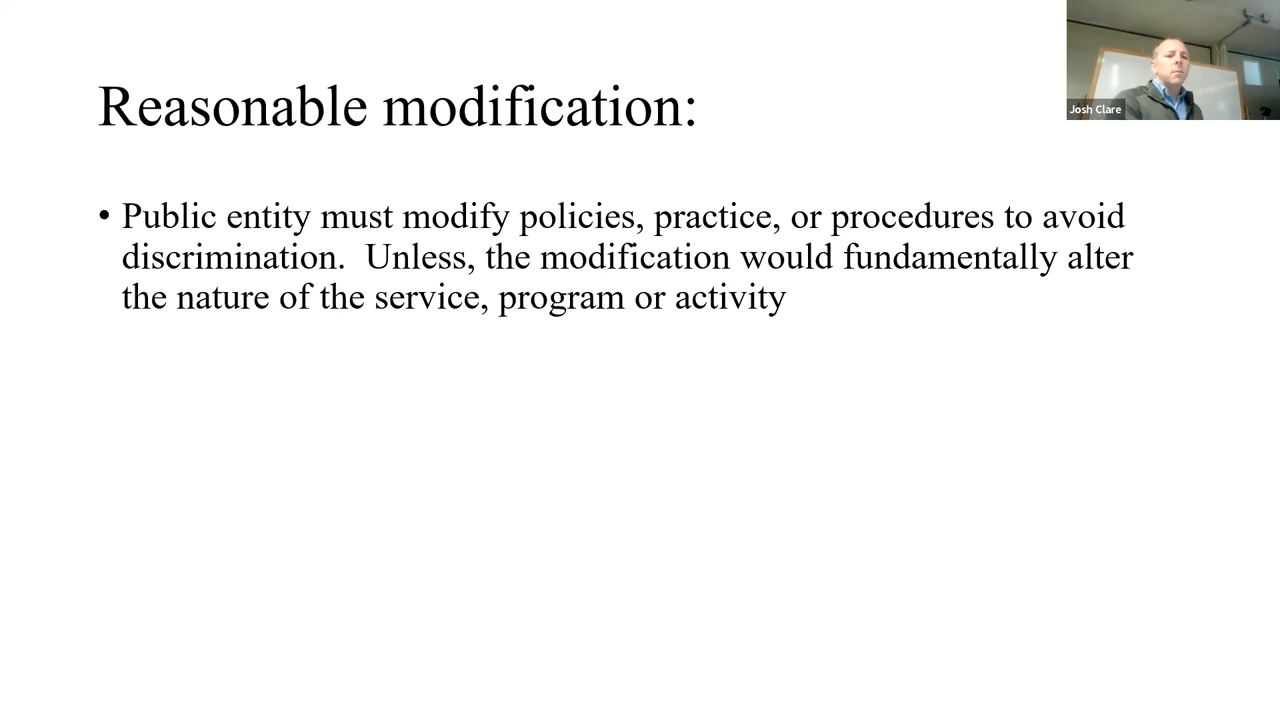 Reasonable modification:
Josh Clare
• Public entity must modify policies, practice, or procedures to avoid
discrimination.  Unless, the modification would fundamentally alter
the nature of the service, program or activity